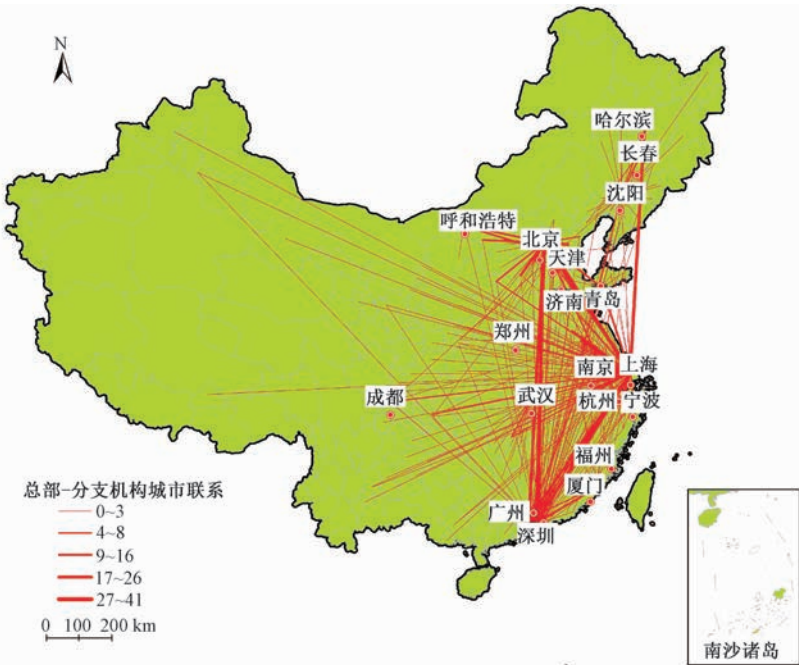 N
哈尔滨
长春
沈阳
呼和浩特
北京
天津
济南
青岛
郑州
南京
上海
成都
武汉
杭州
宁波
福州
厦门
广州
深圳
总部-分支机构城市联系
0~3
4~8
9~16
17~26
27~41
0 100 200 km
南沙诸岛